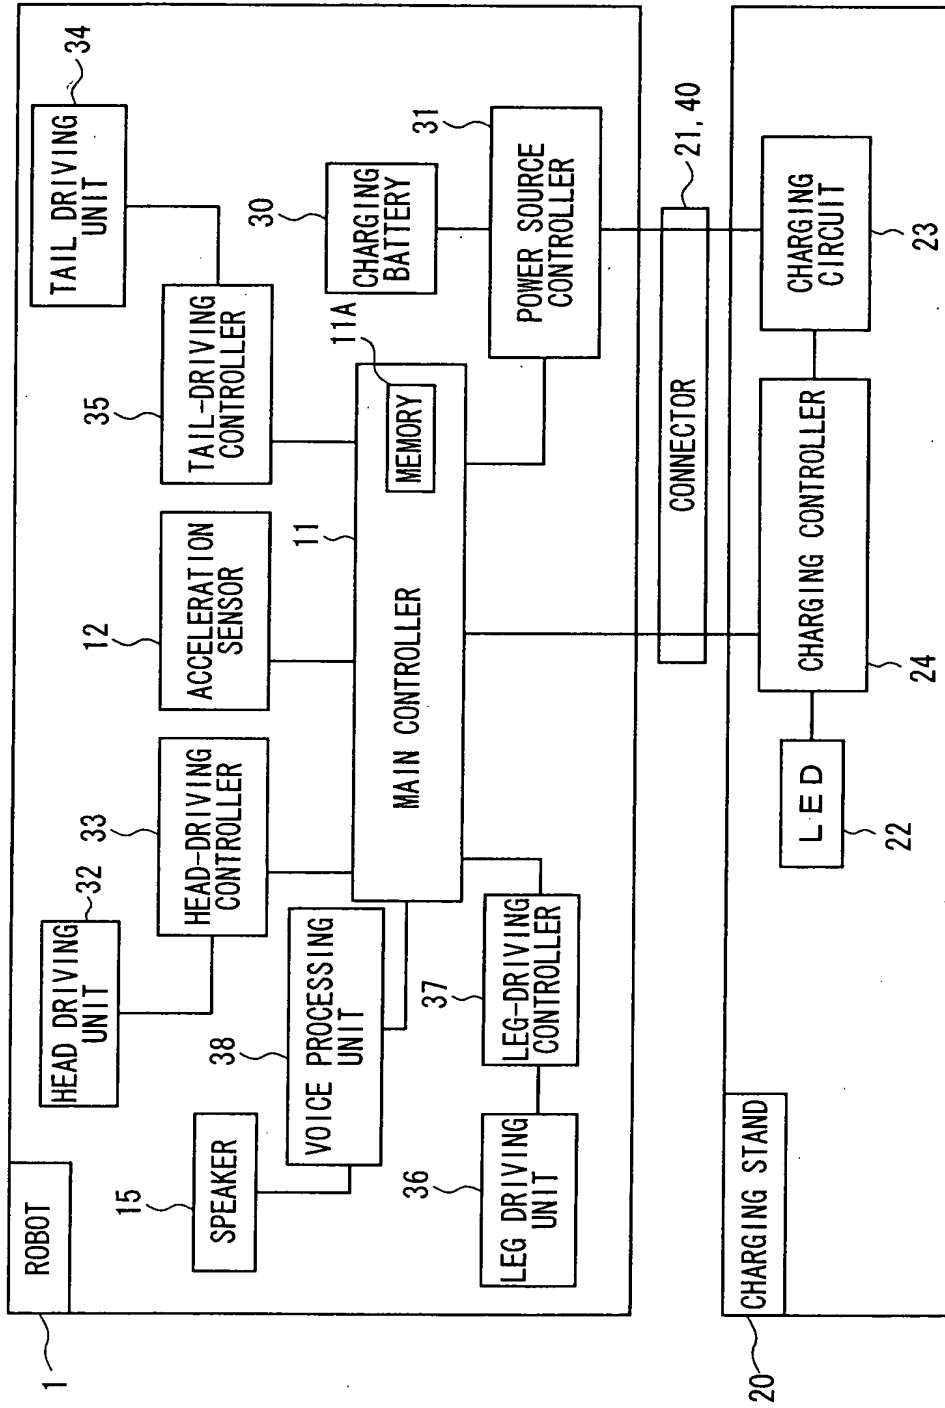 1
ROBOT
32
HEAD DRIVING
UNIT
33
HEAD-DRIVING
CONTROLLER
12
ACCELERATION
SENSOR
35
TAIL-DRIVING
CONTROLLER
34
TAIL DRIVING
UNIT
15
SPEAKER
38
VOICE PROCESSING
UNIT
11
MAIN CONTROLLER
11A
MEMORY
30
CHARGING
BATTERY
36
LEG DRIVING
UNIT
37
LEG-DRIVING
CONTROLLER
31
POWER SOURCE
CONTROLLER
CONNECTOR
21, 40
20
CHARGING STAND
LED
22
CHARGING CONTROLLER
24
CHARGING
CIRCUIT
23